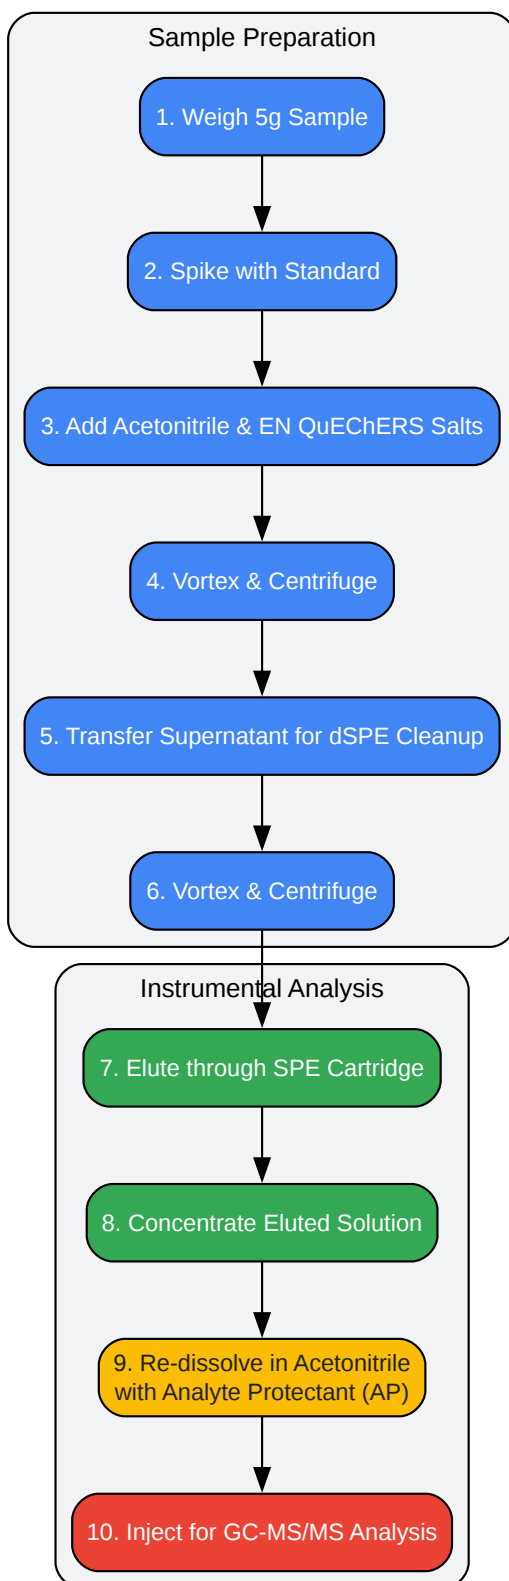 Sample Preparation
1. Weigh 5g Sample
2. Spike with Standard
3. Add Acetonitrile & EN QuEChERS Salts
4. Vortex & Centrifuge
5. Transfer Supernatant for dSPE Cleanup
6. Vortex & Centrifuge
Instrumental Analysis
7. Elute through SPE Cartridge
8. Concentrate Eluted Solution
9. Re-dissolve in Acetonitrile
with Analyte Protectant (AP)
10. Inject for GC-MS/MS Analysis